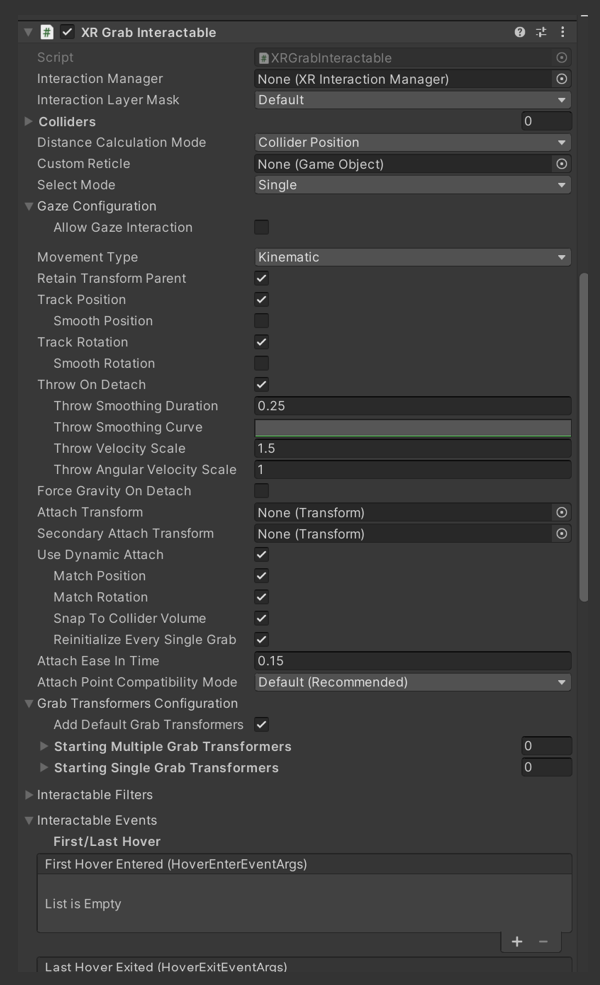 XR Grab Interactable
Script XRGrabInteractable
Interaction Manager None (XR Interaction Manager)
Interaction Layer Mask Default
Colliders 0
Distance Calculation Mode Collider Position
Custom Reticle None (Game Object)
Select Mode Single
Gaze Configuration
Allow Gaze Interaction
Movement Type Kinematic
Retain Transform Parent
Track Position
Smooth Position
Track Rotation
Smooth Rotation
Throw On Detach
Throw Smoothing Duration 0.25
Throw Smoothing Curve
Throw Velocity Scale 1.5
Throw Angular Velocity Scale 1
Force Gravity On Detach
Attach Transform None (Transform)
Secondary Attach Transform None (Transform)
Use Dynamic Attach
Match Position
Match Rotation
Snap To Collider Volume
Reinitialize Every Single Grab
Attach Ease In Time 0.15
Attach Point Compatibility Mode Default (Recommended)
Grab Transformers Configuration
Add Default Grab Transformers
Starting Multiple Grab Transformers 0
Starting Single Grab Transformers 0
Interactable Filters
Interactable Events
First/Last Hover
First Hover Entered (HoverEnterEventArgs)
List is Empty
Last Hover Exited (HoverExitEventArgs)